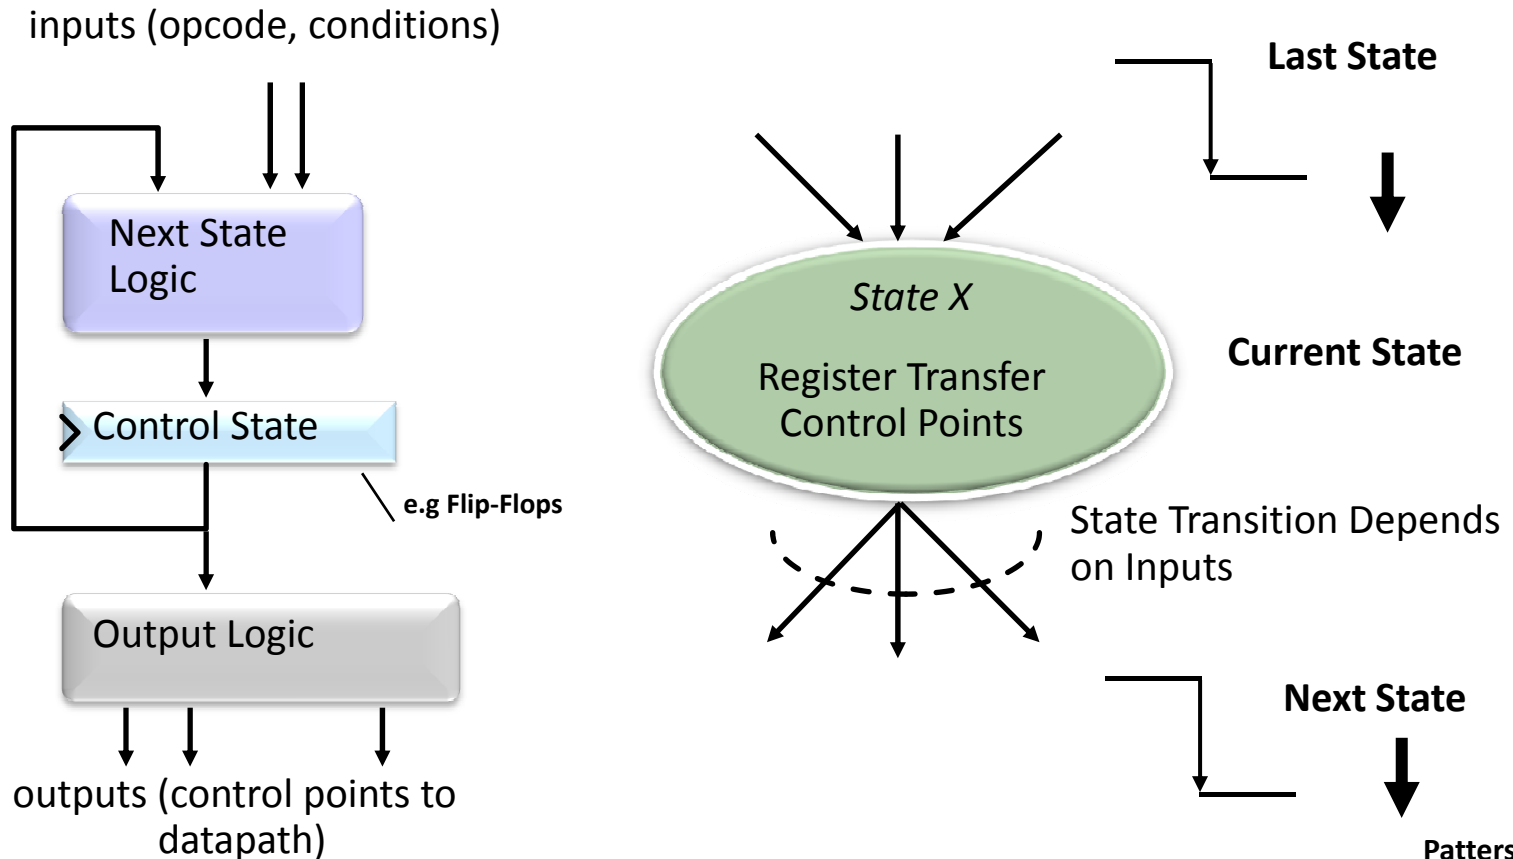 inputs (opcode, conditions)
Next State
Logic
Control State
e.g Flip-Flops
Output Logic
outputs (control points to
datapath)
Last State
State X
Register Transfer
Control Points
Current State
State Transition Depends
on Inputs
Next State
Patters